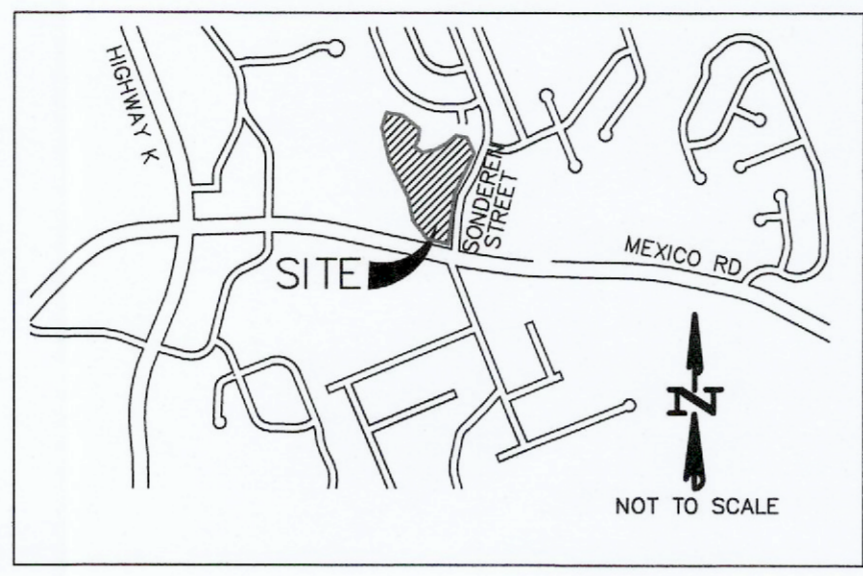 HIGHWAY K
SONDEREN
STREET
MEXICO RD
SITE
N
NOT TO SCALE